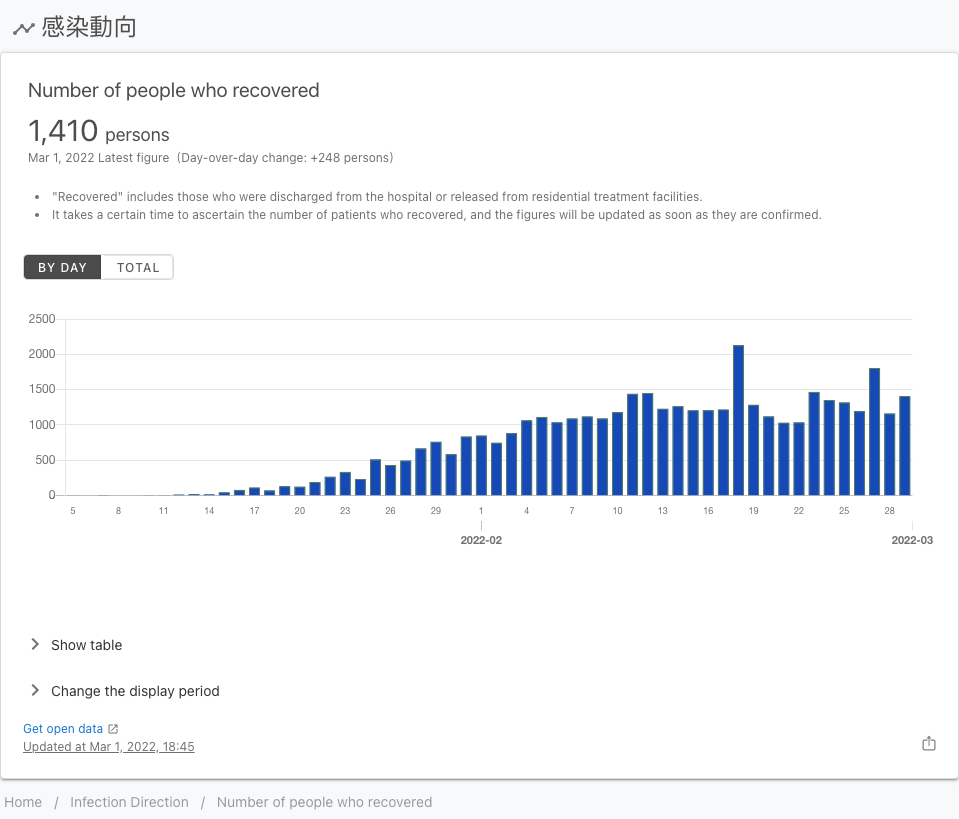 感染動向
Number of people who recovered
1,410 persons
Mar 1, 2022 Latest figure (Day-over-day change: +248 persons)
• "Recovered" includes those who were discharged from the hospital or released from residential treatment facilities.
• It takes a certain time to ascertain the number of patients who recovered, and the figures will be updated as soon as they are confirmed.
BY DAY TOTAL
2500
2000
1500
1000
500
0
5 8 11 14 17 20 23 26 29 1 4 7 10 13 16 19 22 25 28
2022-02 2022-03
Show table
Change the display period
Get open data
Updated at Mar 1, 2022, 18:45
Home / Infection Direction / Number of people who recovered